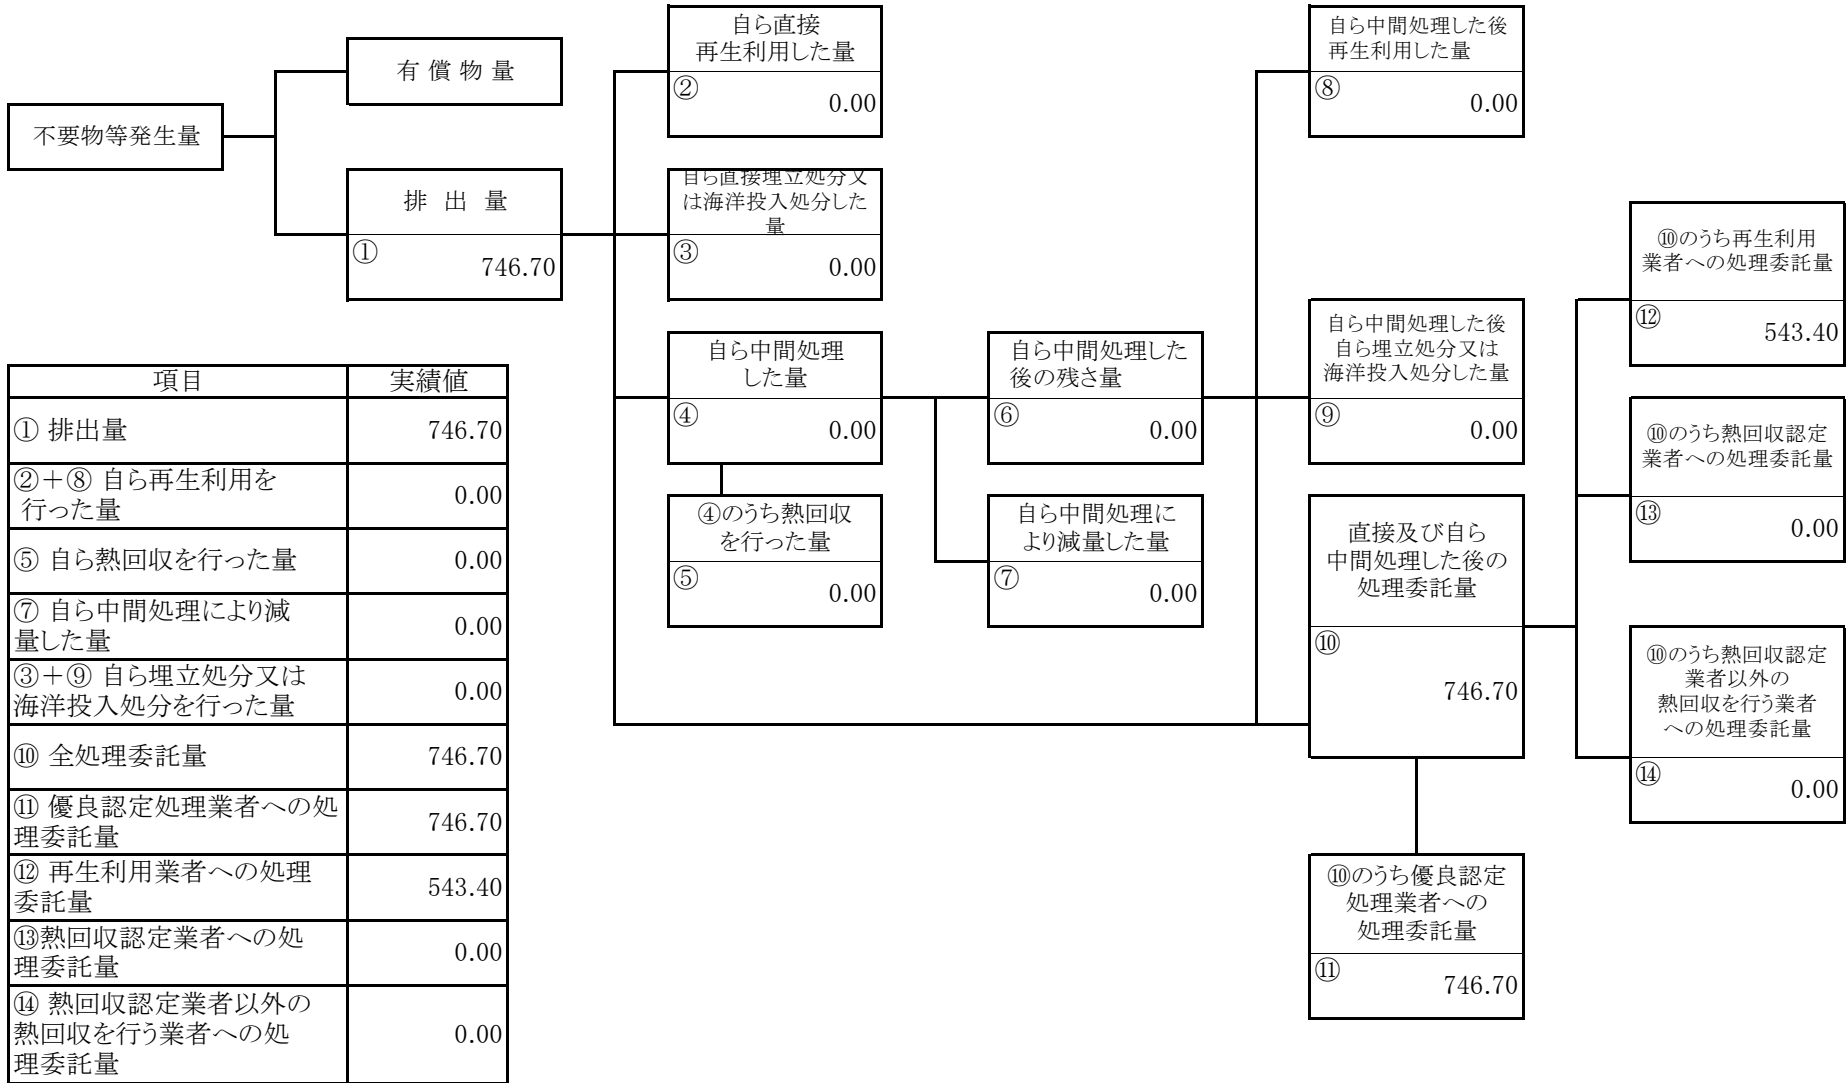 不要物等発生量
有 償 物 量
排 出 量
①
746.70
自ら直接
再生利用した量
②
0.00
自ら直接埋立処分又
は海洋投入処分した
量
③
0.00
自ら中間処理
した量
④
0.00
④のうち熱回収
を行った量
⑤
0.00
自ら中間処理した
後の残さ量
⑥
0.00
自ら中間処理に
より減量した量
⑦
0.00
自ら中間処理した後
再生利用した量
⑧
0.00
自ら中間処理した後
自ら埋立処分又は
海洋投入処分した量
⑨
0.00
直接及び自ら
中間処理した後の
処理委託量
⑩
746.70
⑩のうち優良認定
処理業者への
処理委託量
⑪
746.70
⑩のうち再生利用
業者への処理委託量
⑫
543.40
⑩のうち熱回収認定
業者への処理委託量
⑬
0.00
⑩のうち熱回収認定
業者以外の
熱回収を行う業者
への処理委託量
⑭
0.00
項目 実績値
① 排出量 746.70
②＋⑧ 自ら再生利用を
行った量 0.00
⑤ 自ら熱回収を行った量 0.00
⑦ 自ら中間処理により減
量した量 0.00
③＋⑨ 自ら埋立処分又は
海洋投入処分を行った量 0.00
⑩ 全処理委託量 746.70
⑪ 優良認定処理業者への処
理委託量 746.70
⑫ 再生利用業者への処理
委託量 543.40
⑬熱回収認定業者への処
理委託量 0.00
⑭ 熱回収認定業者以外の
熱回収を行う業者への処
理委託量 0.00